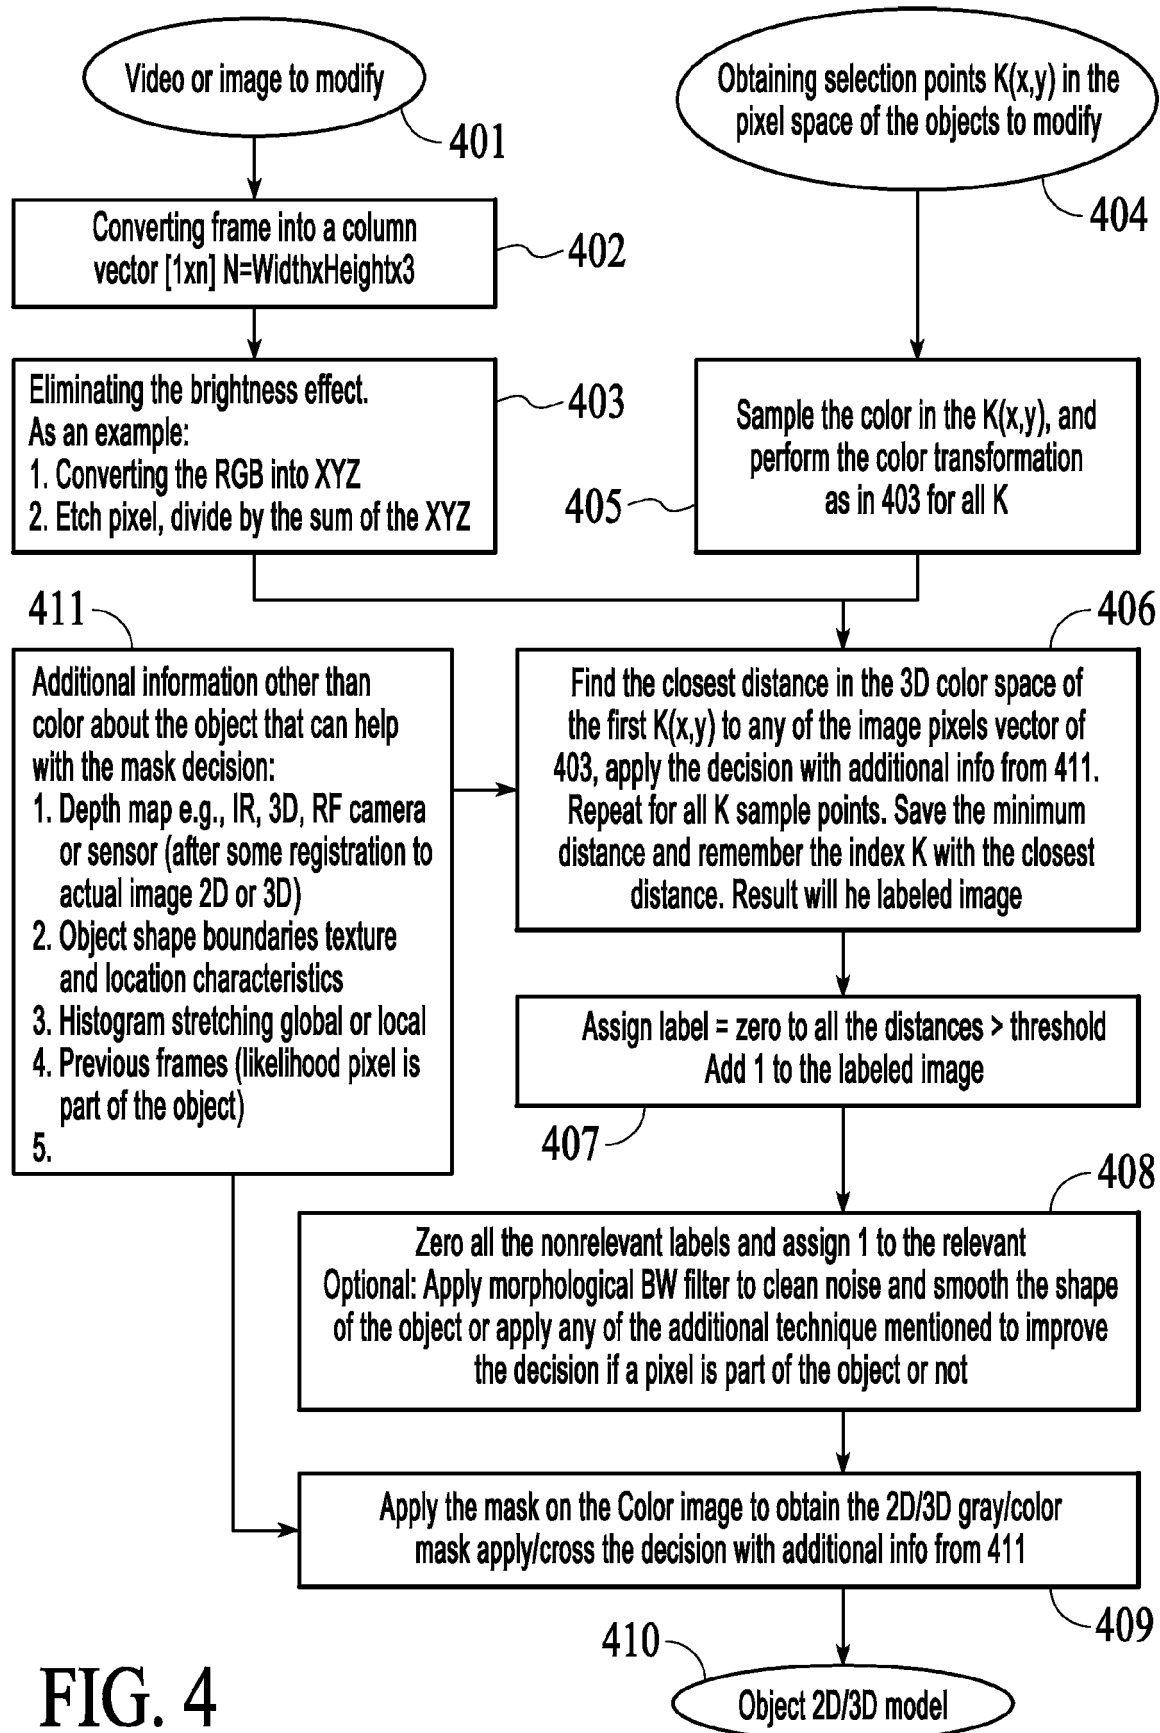 Video or image to modify
401
Converting frame into a column
vector [1xn] N=WidthxHeightx3
402
Eliminating the brightness effect.
As an example:
1. Converting the RGB into XYZ
2. Etch pixel, divide by the sum of the XYZ
403
Obtaining selection points K(x,y) in the
pixel space of the objects to modify
404
Sample the color in the K(x,y), and
perform the color transformation
as in 403 for all K
405
411
Additional information other than
color about the object that can help
with the mask decision:
1. Depth map e.g., IR, 3D, RF camera
or sensor (after some registration to
actual image 2D or 3D)
2. Object shape boundaries texture
and location characteristics
3. Histogram stretching global or local
4. Previous frames (likelihood pixel is
part of the object)
5.
406
Find the closest distance in the 3D color space of
the first K(x,y) to any of the image pixels vector of
403, apply the decision with additional info from 411.
Repeat for all K sample points. Save the minimum
distance and remember the index K with the closest
distance. Result will he labeled image
Assign label = zero to all the distances > threshold
Add 1 to the labeled image
407
408
Zero all the nonrelevant labels and assign 1 to the relevant
Optional: Apply morphological BW filter to clean noise and smooth the shape
of the object or apply any of the additional technique mentioned to improve
the decision if a pixel is part of the object or not
Apply the mask on the Color image to obtain the 2D/3D gray/color
mask apply/cross the decision with additional info from 411
409
410
Object 2D/3D model
FIG. 4